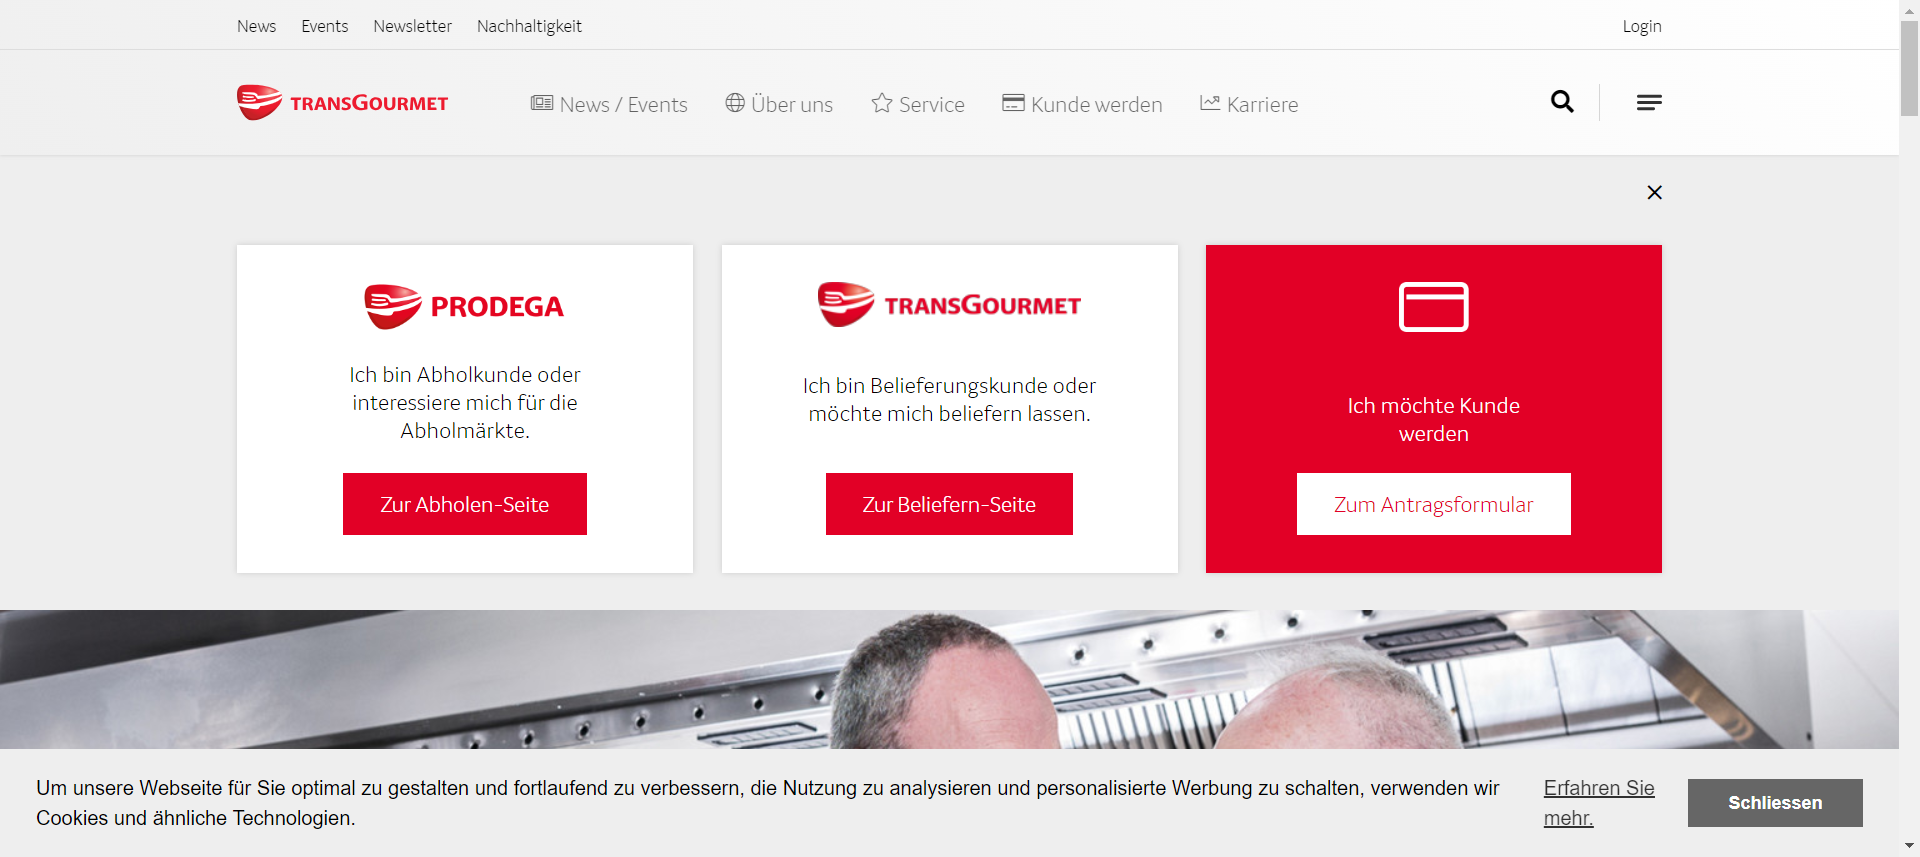 News Events Newsletter Nachhaltigkeit Login
TRANSGOURMET News / Events Über uns Service Kunde werden Karriere
PRODEGA
Ich bin Abholkunde oder
interessiere mich für die
Abholmärkte.
Zur Abholen-Seite
TRANSGOURMET
Ich bin Belieferungskunde oder
möchte mich beliefern lassen.
Zur Beliefern-Seite
Ich möchte Kunde
werden
Zum Antragsformular
Um unsere Webseite für Sie optimal zu gestalten und fortlaufend zu verbessern, die Nutzung zu analysieren und personalisierte Werbung zu schalten, verwenden wir
Cookies und ähnliche Technologien.
Erfahren Sie
mehr.
Schliessen